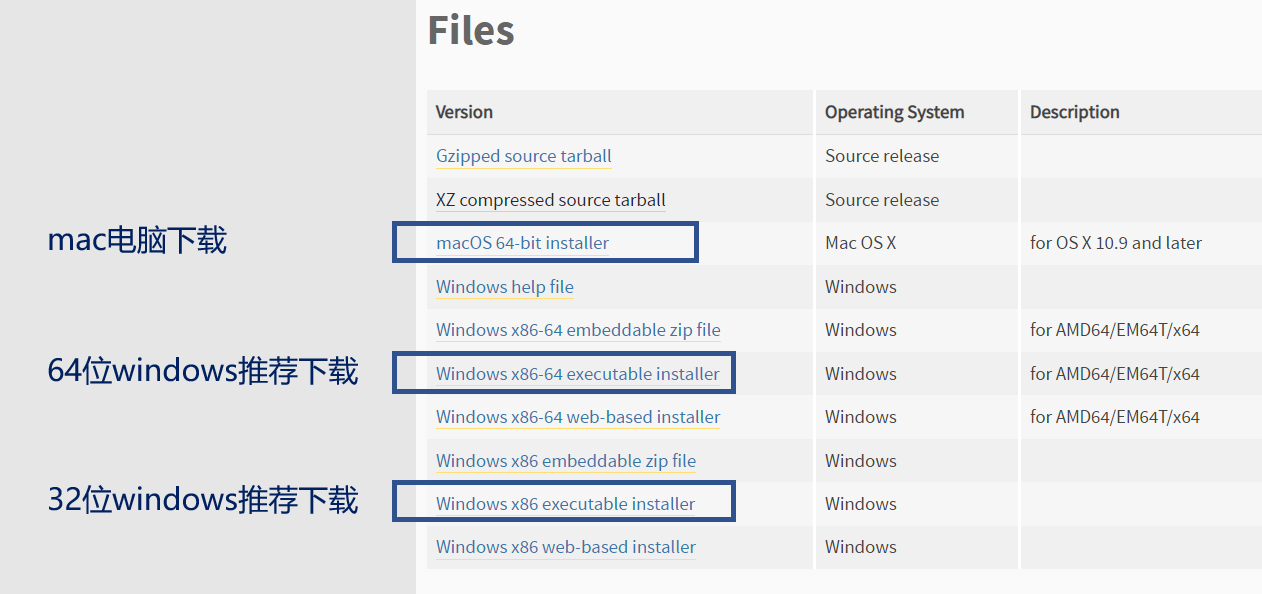 Files
Version Operating System Description
Gzipped source tarball Source release
XZ compressed source tarball Source release
mac电脑下载 macOS 64-bit installer Mac OS X for OS X 10.9 and later
Windows help file Windows
Windows x86-64 embeddable zip file Windows for AMD64/EM64T/x64
64位windows推荐下载 Windows x86-64 executable installer Windows for AMD64/EM64T/x64
Windows x86-64 web-based installer Windows for AMD64/EM64T/x64
Windows x86 embeddable zip file Windows
32位windows推荐下载 Windows x86 executable installer Windows
Windows x86 web-based installer Windows